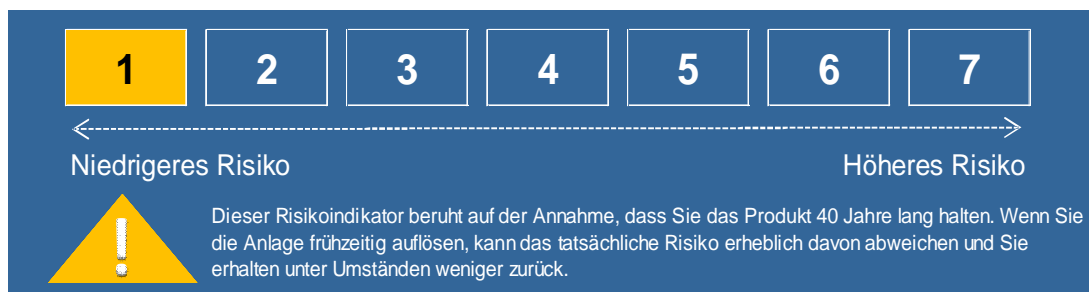 1 2 3 4 5 6 7
Niedrigeres Risiko Höheres Risiko
Dieser Risikoindikator beruht auf der Annahme, dass Sie das Produkt 40 Jahre lang halten. Wenn Sie
die Anlage frühzeitig auflösen, kann das tatsächliche Risiko erheblich davon abweichen und Sie
erhalten unter Umständen weniger zurück.